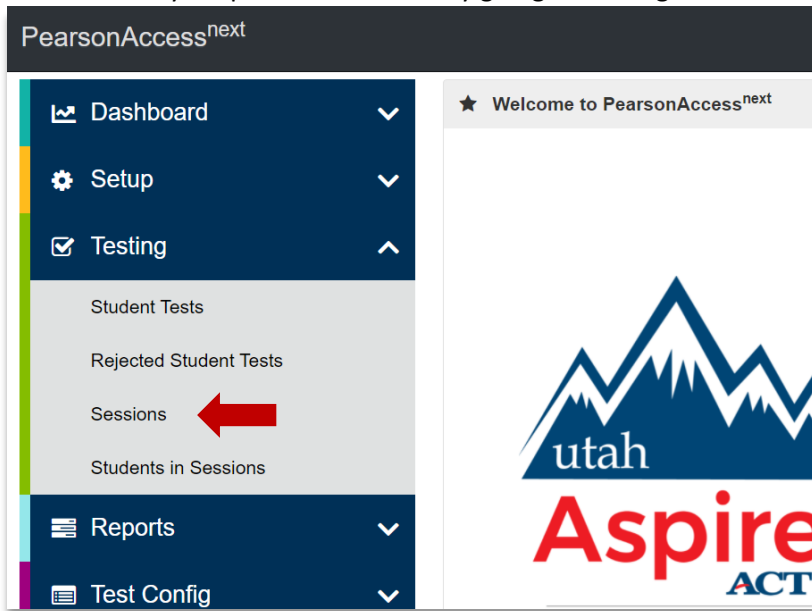 PearsonAccessnext
Dashboard
Setup
Testing
Student Tests
Rejected Student Tests
Sessions
Students in Sessions
Reports
Test Config
Welcome to PearsonAccessnext
utah
Aspire
ACT